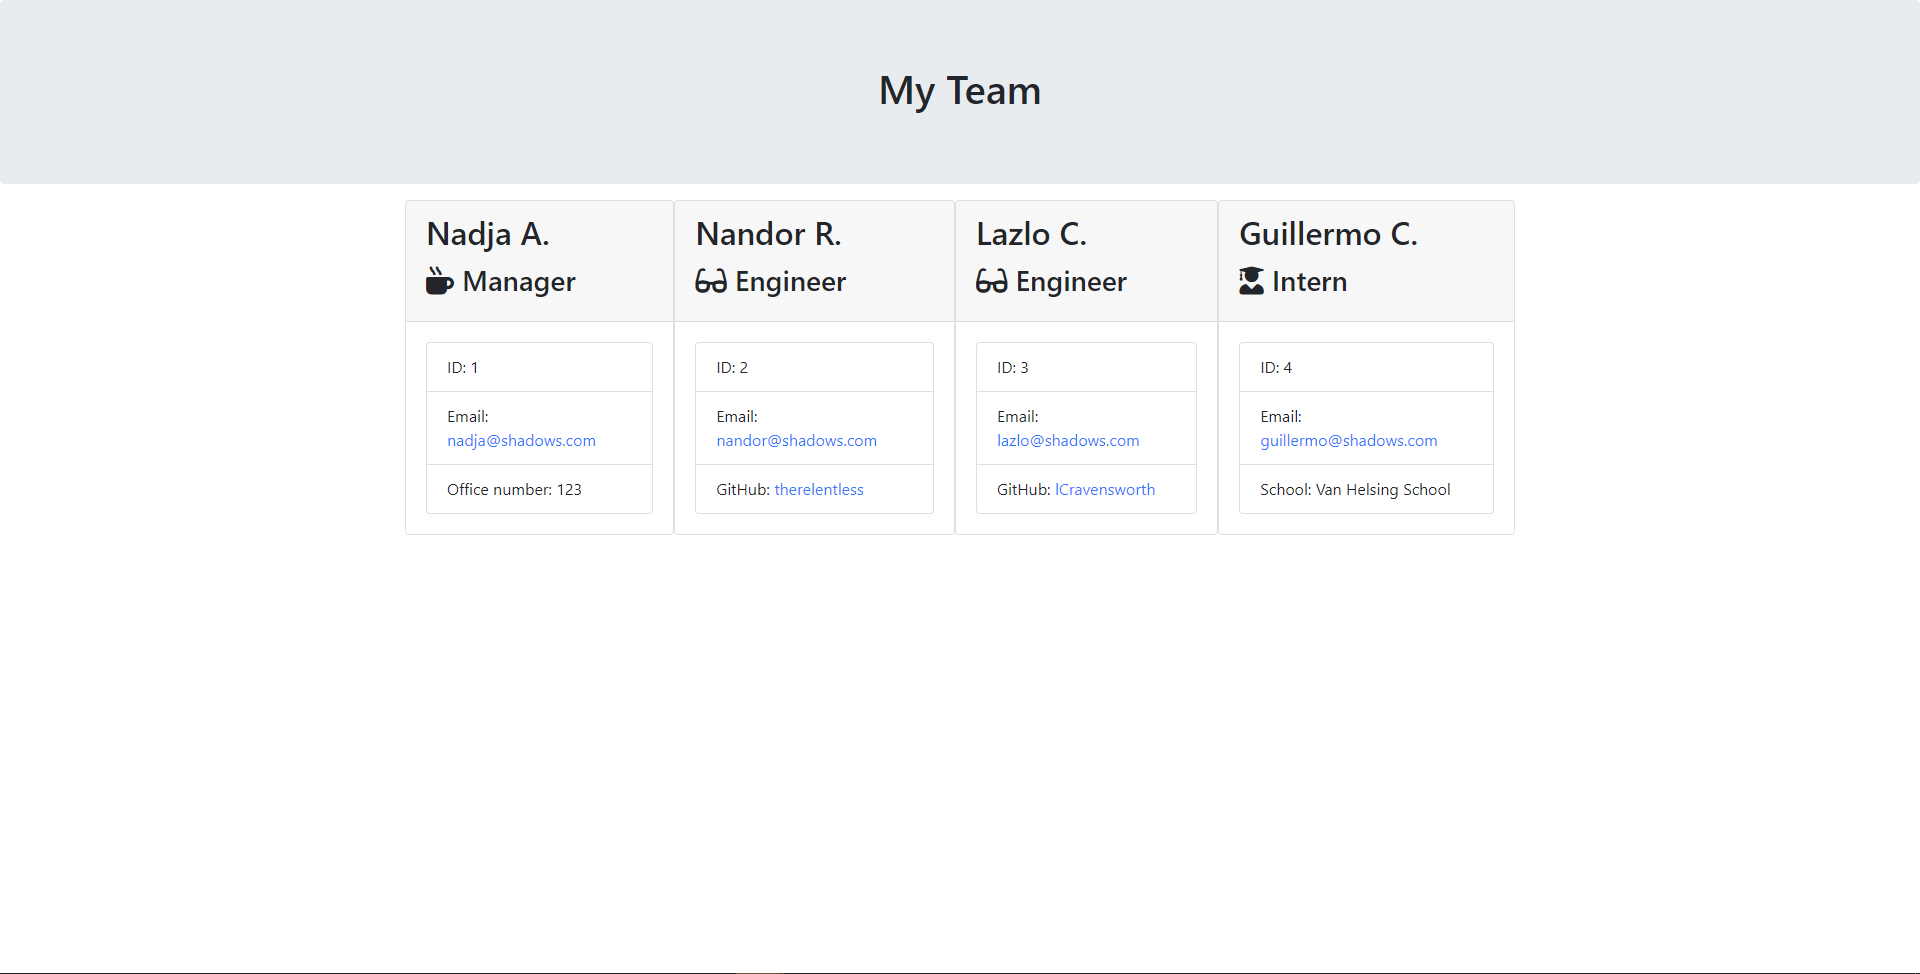 My Team
Nadja A.
Manager
ID: 1
Email:
nadja@shadows.com
Office number: 123
Nandor R.
Engineer
ID: 2
Email:
nandor@shadows.com
GitHub: therelentless
Lazlo C.
Engineer
ID: 3
Email:
lazlo@shadows.com
GitHub: lCravensworth
Guillermo C.
Intern
ID: 4
Email:
guillermo@shadows.com
School: Van Helsing School